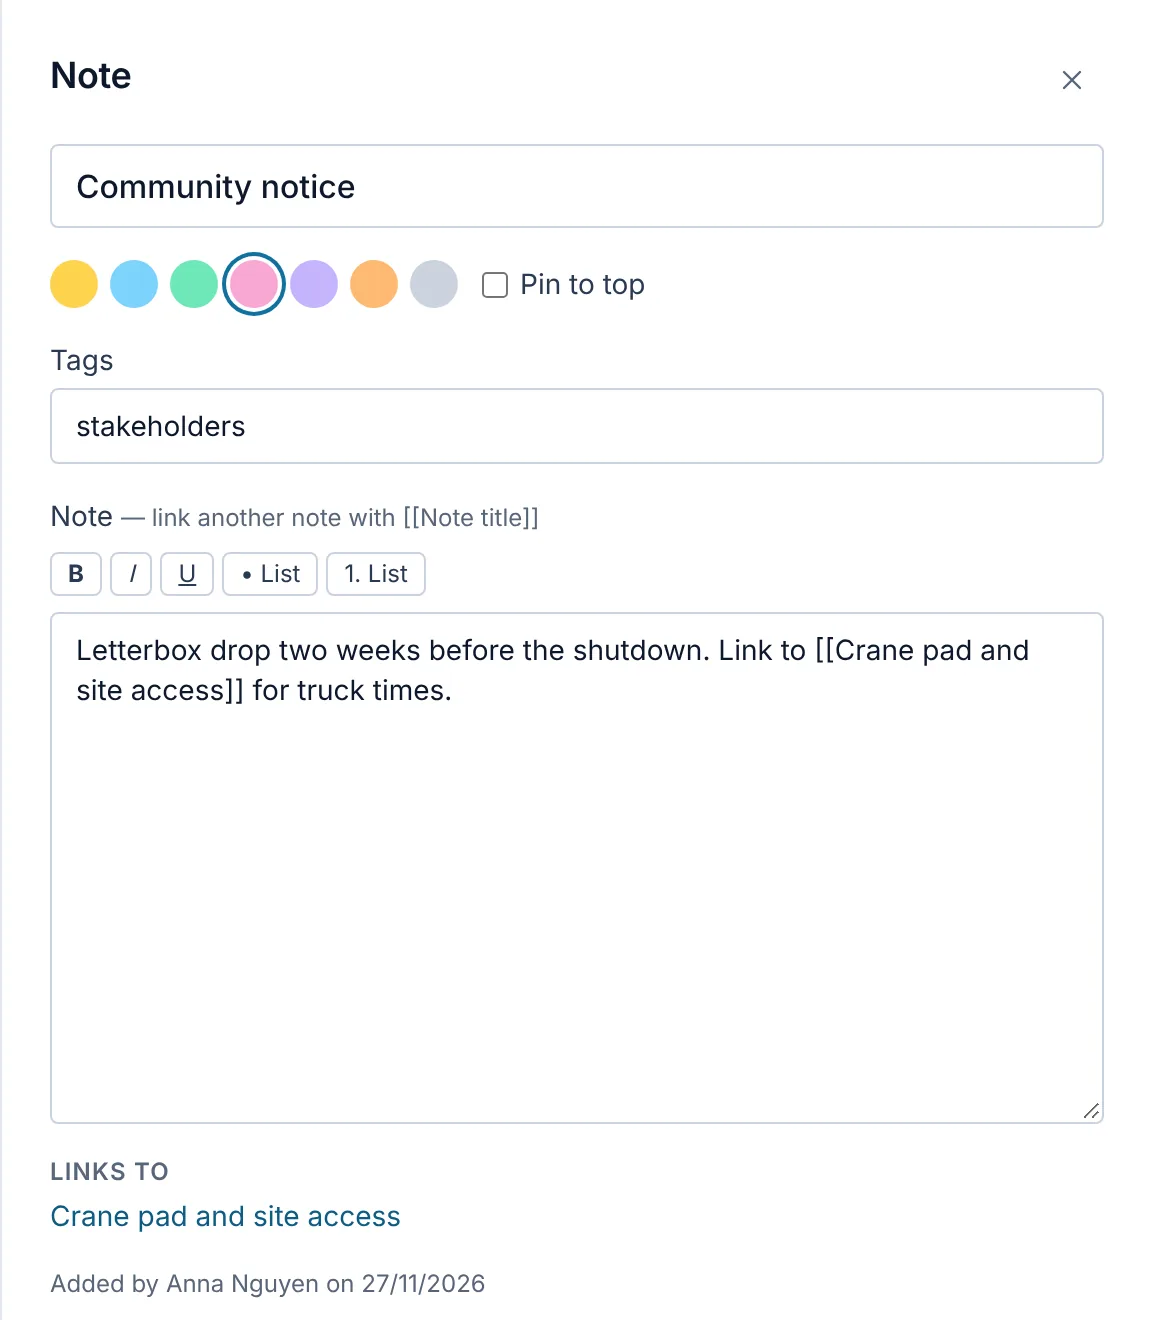 Note
Community notice
Pin to top
Tags
stakeholders
Note — link another note with [[Note title]]
B I U • List 1. List
Letterbox drop two weeks before the shutdown. Link to [[Crane pad and
site access]] for truck times.
LINKS TO
Crane pad and site access
Added by Anna Nguyen on 27/11/2026